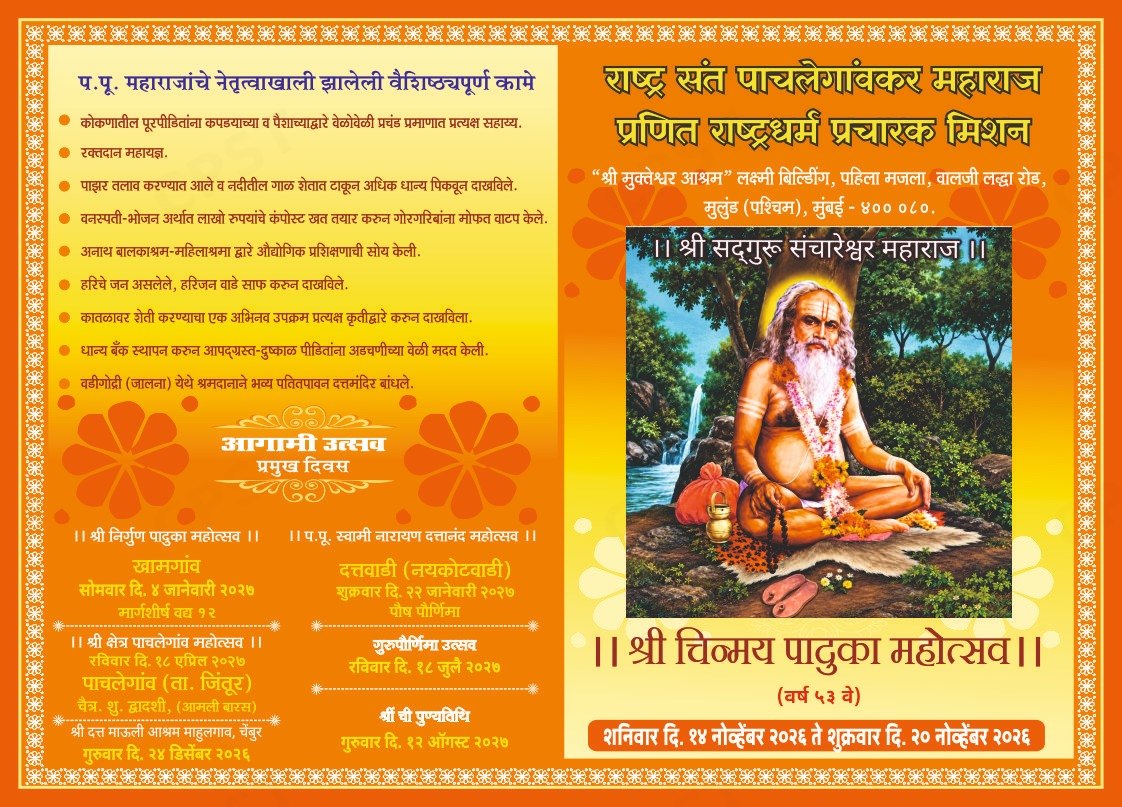 प.पू. महाराजांचे नेतृत्वाखाली झालेली वैशिष्ठ्यपूर्ण कामे
कोकणातील पूरपीडितांना कपडयाच्या व पैशाच्याद्वारे वेळोवेळी प्रचंड प्रमाणात प्रत्यक्ष सहाय्य.
रक्तदान महायज्ञ.
पाझर तलाव करण्यात आले व नदीतील गाळ शेतात टाकून अधिक धान्य पिकवून दाखविले.
वनस्पती-भोजन अर्थात लाखो रुपयांचे कंपोस्ट खत तयार करुन गोरगरिबांना मोफत वाटप केले.
अनाथ बालकाश्रम-महिलाश्रमा द्वारे औद्योगिक प्रशिक्षणाची सोय केली.
हरिचे जन असलेले, हरिजन वाडे साफ करुन दाखविले.
कातळावर शेती करण्याचा एक अभिनव उपक्रम प्रत्यक्ष कृतीद्वारे करुन दाखविला.
धान्य बँक स्थापन करुन आपद्ग्रस्त-दुष्काळ पीडितांना अडचणीच्या वेळी मदत केली.
वडीगोद्री (जालना) येथे श्रमदानाने भव्य पतितपावन दत्तमंदिर बांधले.
आगामी उत्सव
प्रमुख दिवस
।। श्री निर्गुण पादुका महोत्सव ।।
खामगांव
सोमवार दि. ४ जानेवारी २०२७
मार्गशीर्ष वद्य १२
।। श्री क्षेत्र पाचलेगांव महोत्सव ।।
रविवार दि. १८ एप्रिल २०२७
पाचलेगांव (ता. जिंतूर)
चैत्र. शु. द्वादशी, (आमली बारस)
श्री दत्त माऊली आश्रम माहुलगाव, चेंबुर
गुरुवार दि. २४ डिसेंबर २०२६
।। प.पू. स्वामी नारायण दत्तानंद महोत्सव ।।
दत्तवाडी (नयकोटवाडी)
शुक्रवार दि. २२ जानेवारी २०२७
पौष पौर्णिमा
गुरुपौर्णिमा उत्सव
रविवार दि. १८ जुलै २०२७
श्रीं ची पुण्यतिथि
गुरुवार दि. १२ ऑगस्ट २०२७
राष्ट्र संत पाचलेगांवकर महाराज
प्रणित राष्ट्रधर्म प्रचारक मिशन
“श्री मुक्तेश्वर आश्रम” लक्ष्मी बिल्डिंग, पहिला मजला, वालजी लद्धा रोड,
मुलुंड (पश्चिम), मुंबई - ४०० ०८०.
।। श्री सद्‌गुरू संचारेश्वर महाराज ।।
।। श्री चिन्मय पादुका महोत्सव ।।
(वर्ष ५३ वे)
शनिवार दि. १४ नोव्हेंबर २०२६ ते शुक्रवार दि. २० नोव्हेंबर २०२६